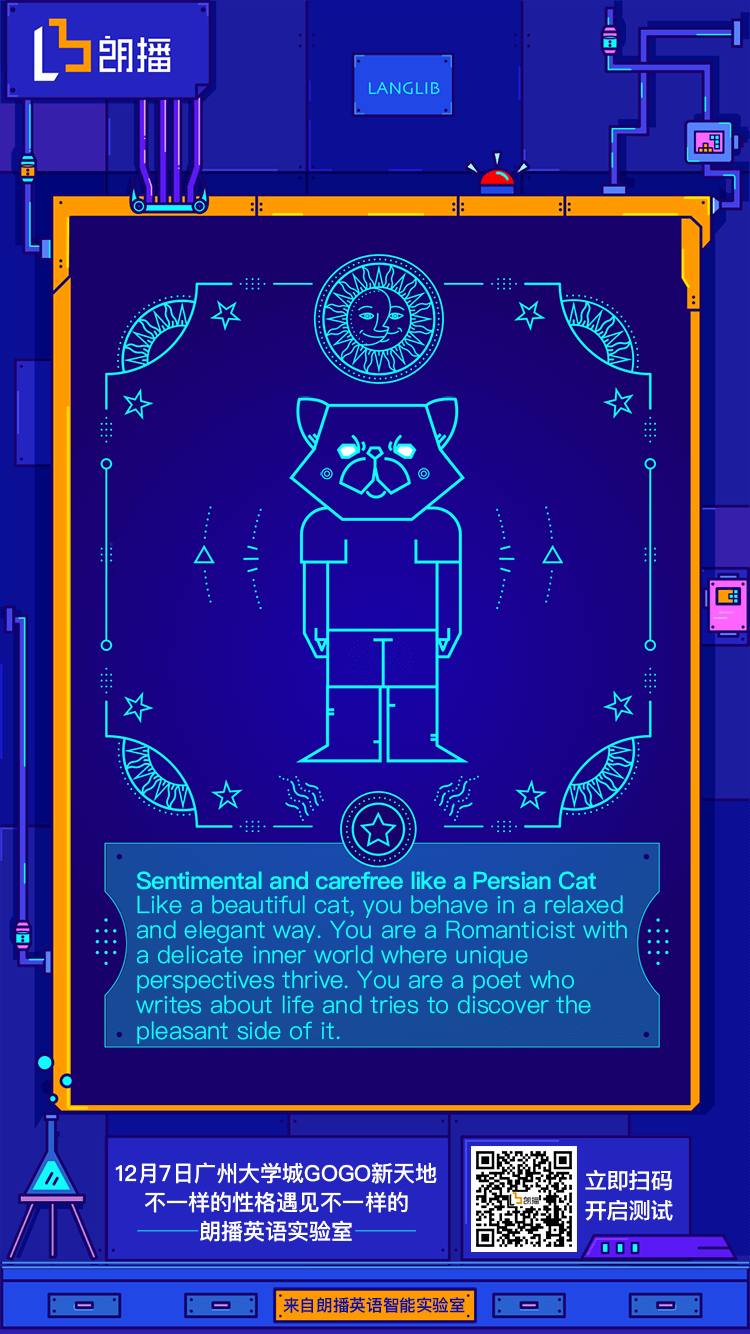 朗播
LANGLIB
Sentimental and carefree like a Persian Cat
Like a beautiful cat, you behave in a relaxed
and elegant way. You are a Romanticist with
a delicate inner world where unique
perspectives thrive. You are a poet who
writes about life and tries to discover the
pleasant side of it.
12月7日广州大学城GOGO新天地
不一样的性格遇见不一样的
朗播英语实验室
朗播
立即扫码
开启测试
来自朗播英语智能实验室